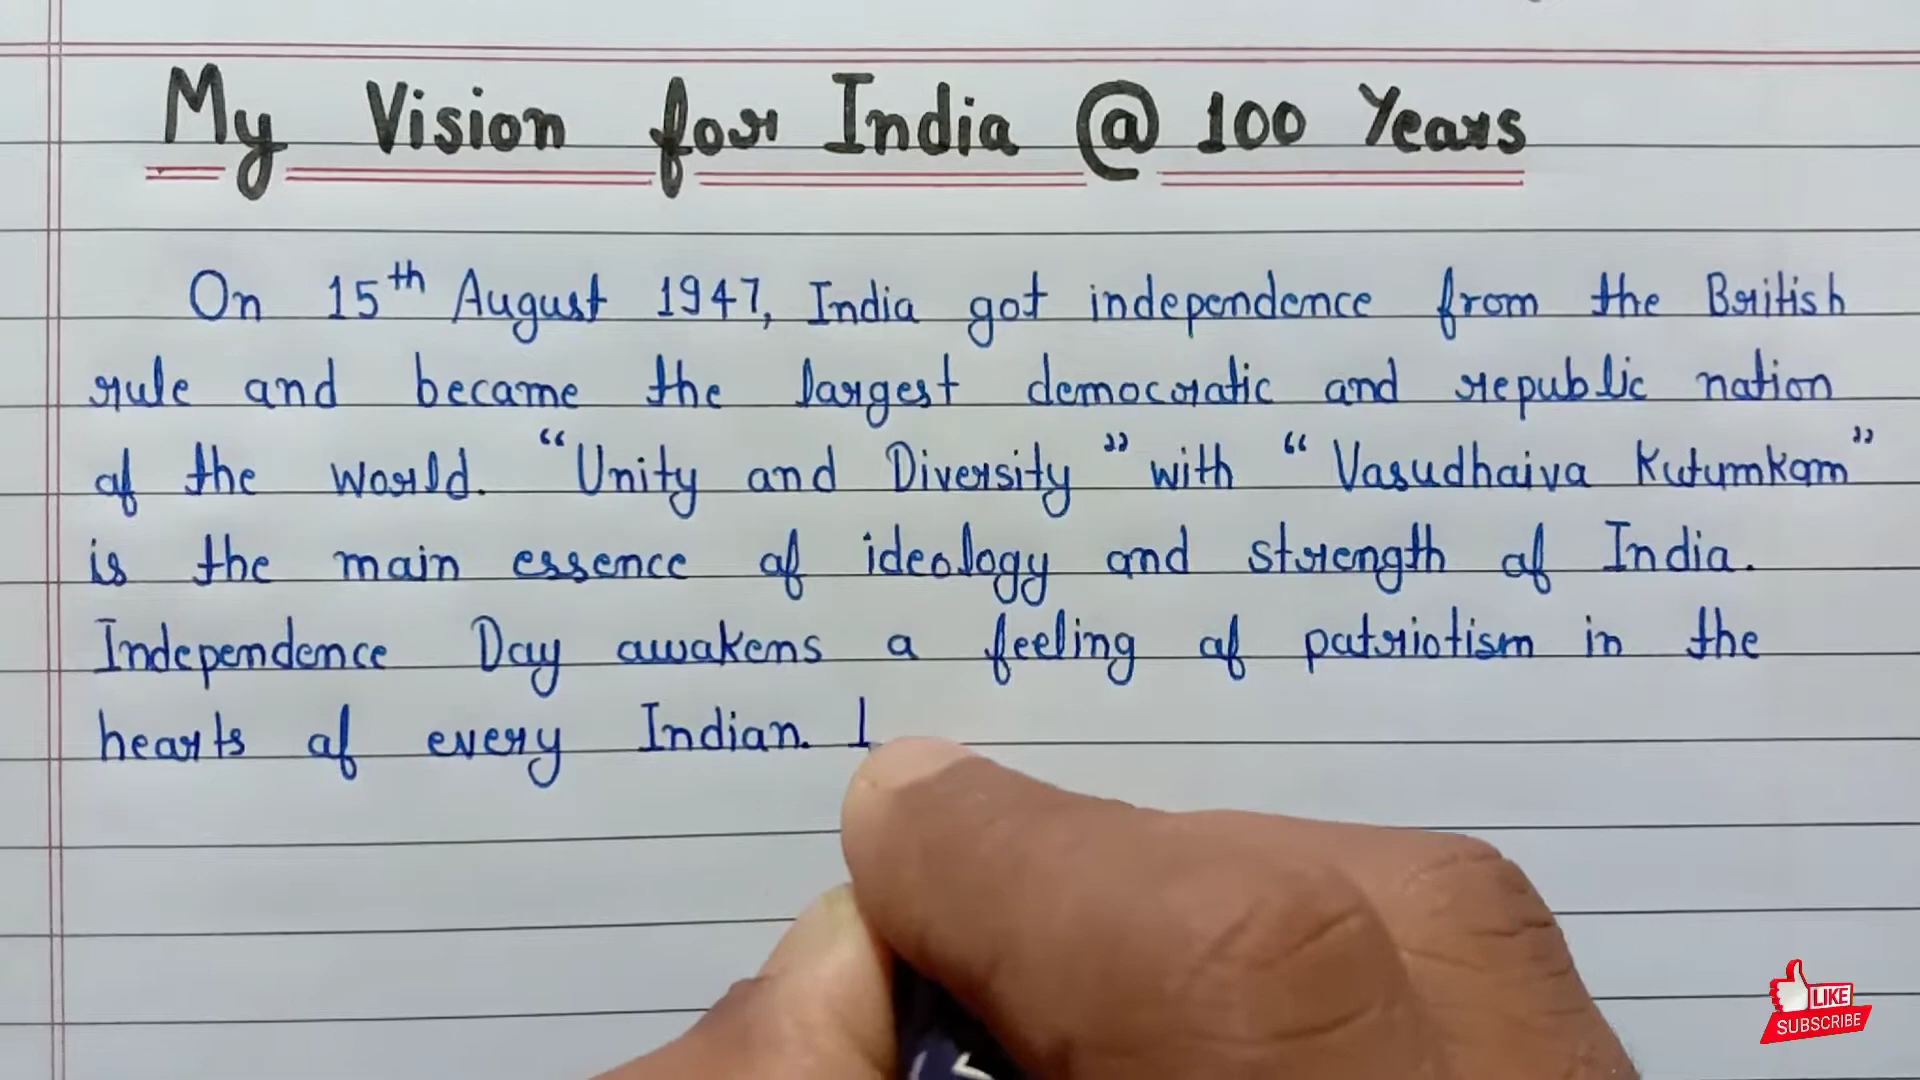 My Vision for India @ 100 Years
On 15th August 1947, India got independence from the British
rule and became the largest democratic and republic nation
of the world. “Unity and Diversity” with “Vasudhaiva Kutumkam”
is the main essence of ideology and strength of India.
Independence Day awakens a feeling of patriotism in the
hearts of every Indian. I
LIKE
SUBSCRIBE